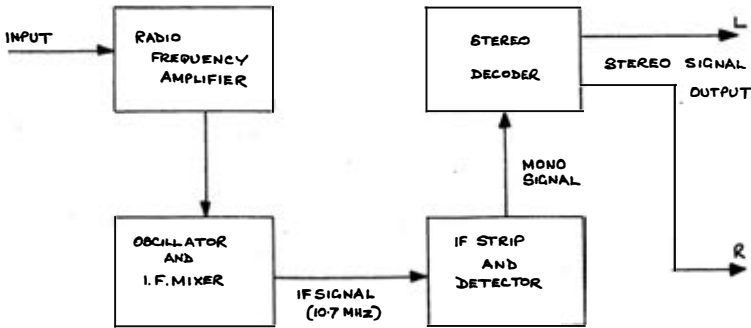 INPUT
RADIO
FREQUENCY
AMPLIFIER
OSCILLATOR
AND
I.F. MIXER
IF SIGNAL
(10·7 MHZ)
IF STRIP
AND
DETECTOR
MONO
SIGNAL
STEREO
DECODER
L
STEREO SIGNAL
OUTPUT
R